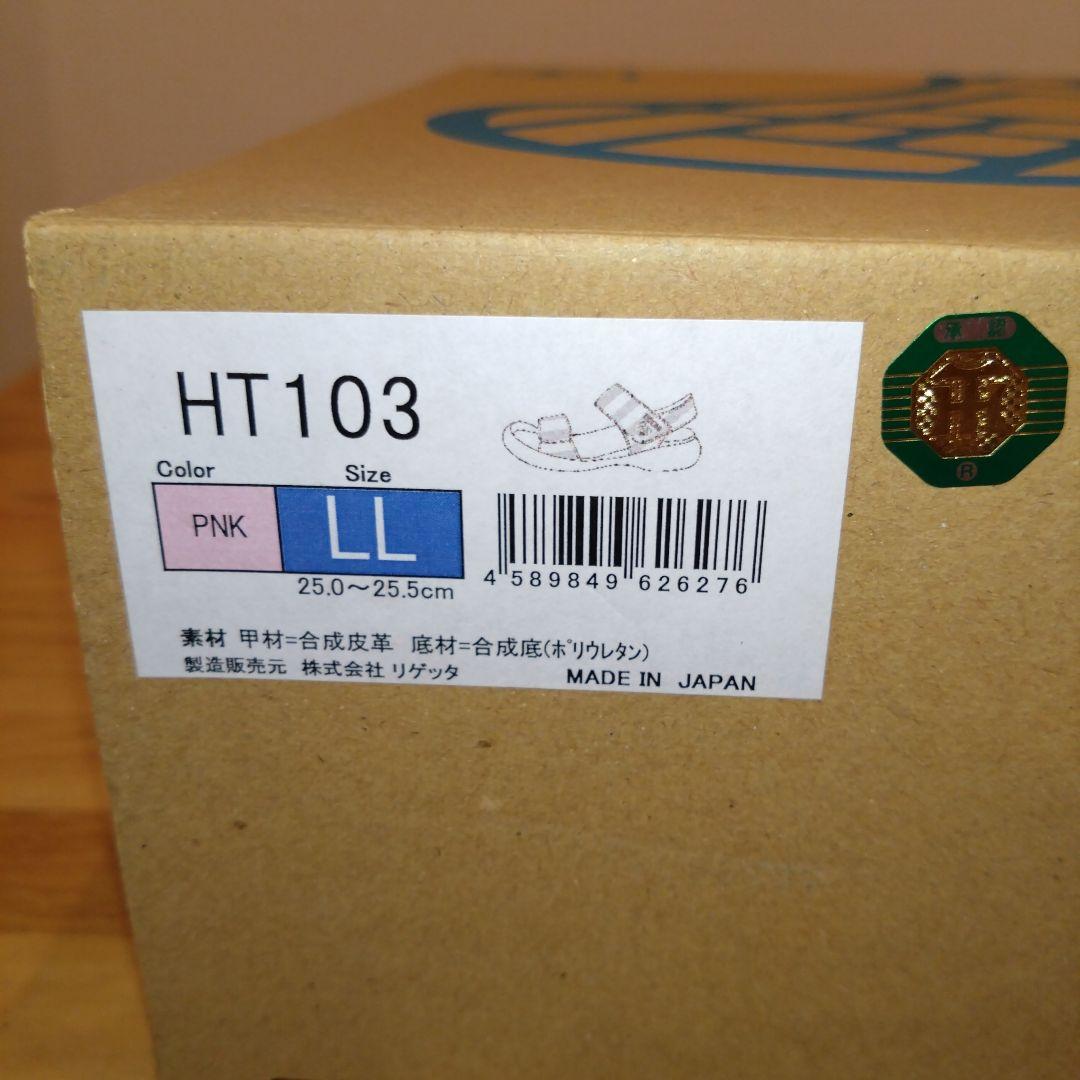 HT103
Color Size
PNK LL
25.0～25.5cm
4 589849 626276
素材 甲材=合成皮革 底材=合成底(ﾎﾟﾘｳﾚﾀﾝ)
製造販売元 株式会社 リゲッタ
MADE IN JAPAN
承認
H
®